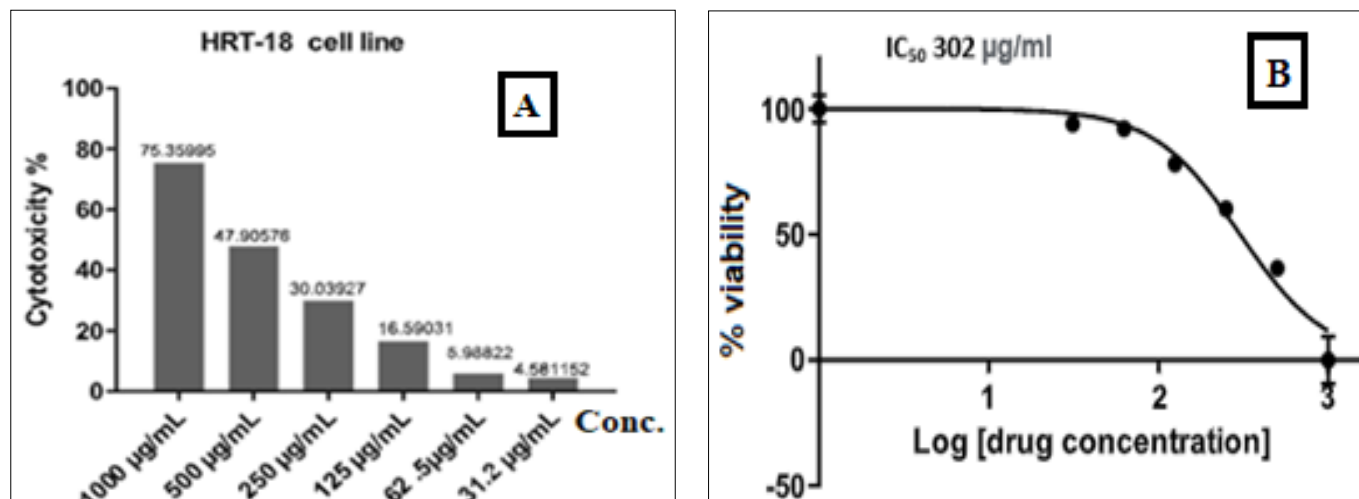 HRT-18 cell line
A
Cytotoxicity %
100
80
60
40
20
0
75.35995
47.90576
30.03927
16.59031
5.98822
4.581152
1000 µg/mL
500 µg/mL
250 µg/mL
125 µg/mL
62 .5µg/mL
31.2 µg/mL
Conc.
IC₅₀ 302 µg/ml
B
% viability
100
50
0
-50
1
2
3
Log [drug concentration]